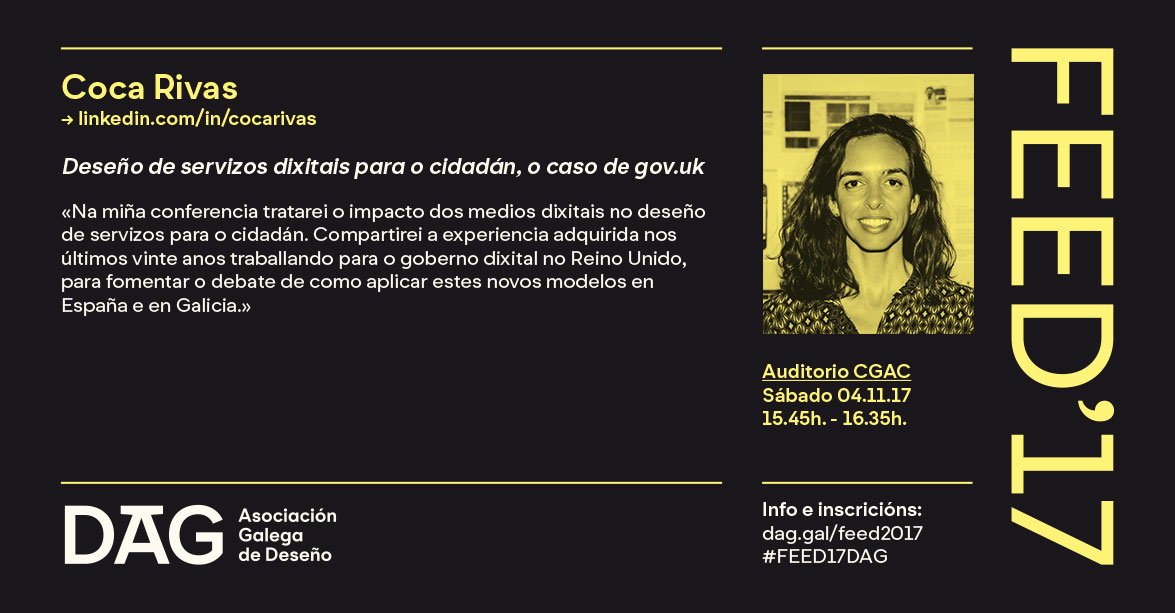 Coca Rivas
→ linkedin.com/in/cocarivas
Deseño de servizos dixitais para o cidadán, o caso de gov.uk
«Na miña conferencia tratarei o impacto dos medios dixitais no deseño
de servizos para o cidadán. Compartirei a experiencia adquirida nos
últimos vinte anos traballando para o goberno dixital no Reino Unido,
para fomentar o debate de como aplicar estes novos modelos en
España e en Galicia.»
Auditorio CGAC
Sábado 04.11.17
15.45h. - 16.35h.
FEED’17
DAG
Asociación
Galega
de Deseño
Info e inscricións:
dag.gal/feed2017
#FEED17DAG